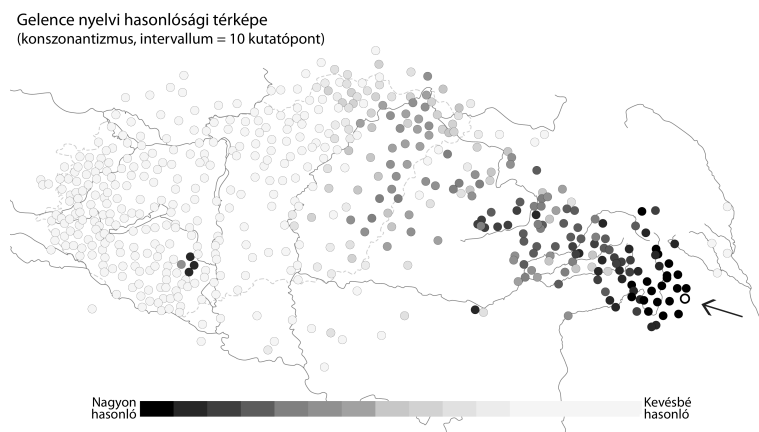 Gelence nyelvi hasonlósági térképe
(konszonantizmus, intervallum = 10 kutatópont)
Nagyon
hasonló
Kevésbé
hasonló